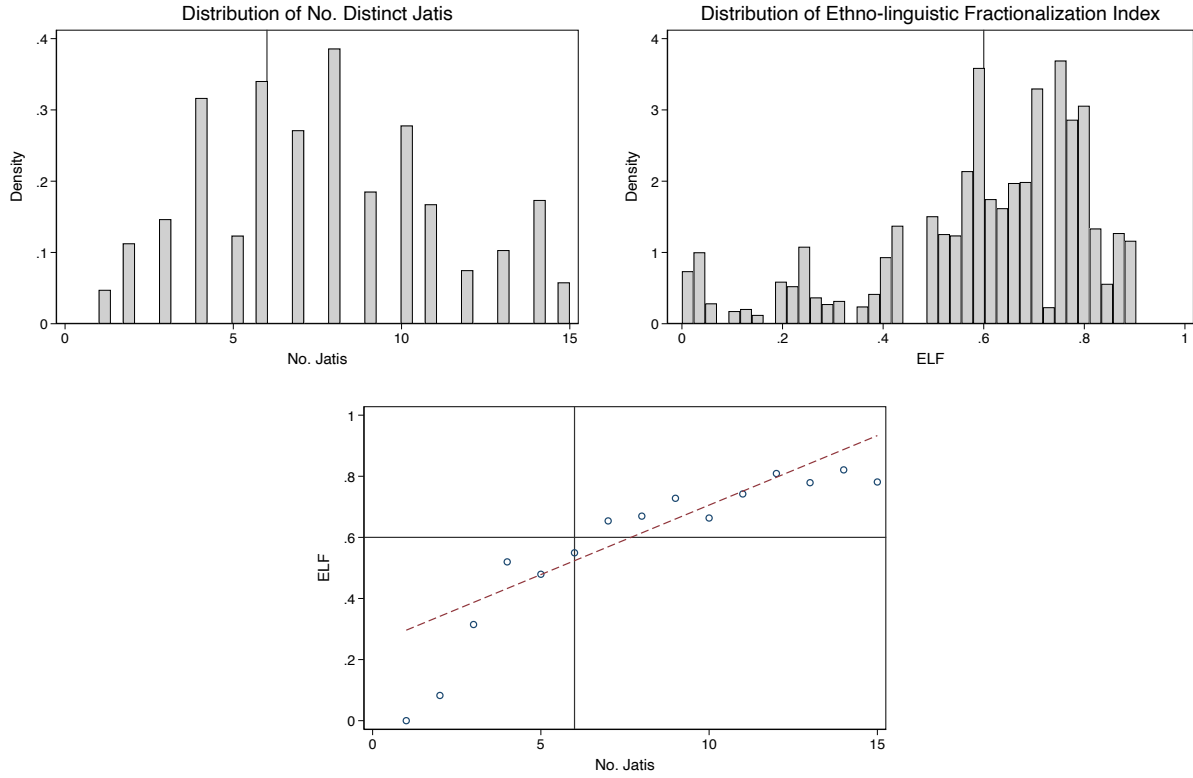 Distribution of No. Distinct Jatis
.4
.3
.2
.1
0
Density
0 5 10 15
No. Jatis
Distribution of Ethno-linguistic Fractionalization Index
4
3
2
1
0
Density
0 .2 .4 .6 .8 1
ELF
1
.8
.6
.4
.2
0
ELF
0 5 10 15
No. Jatis